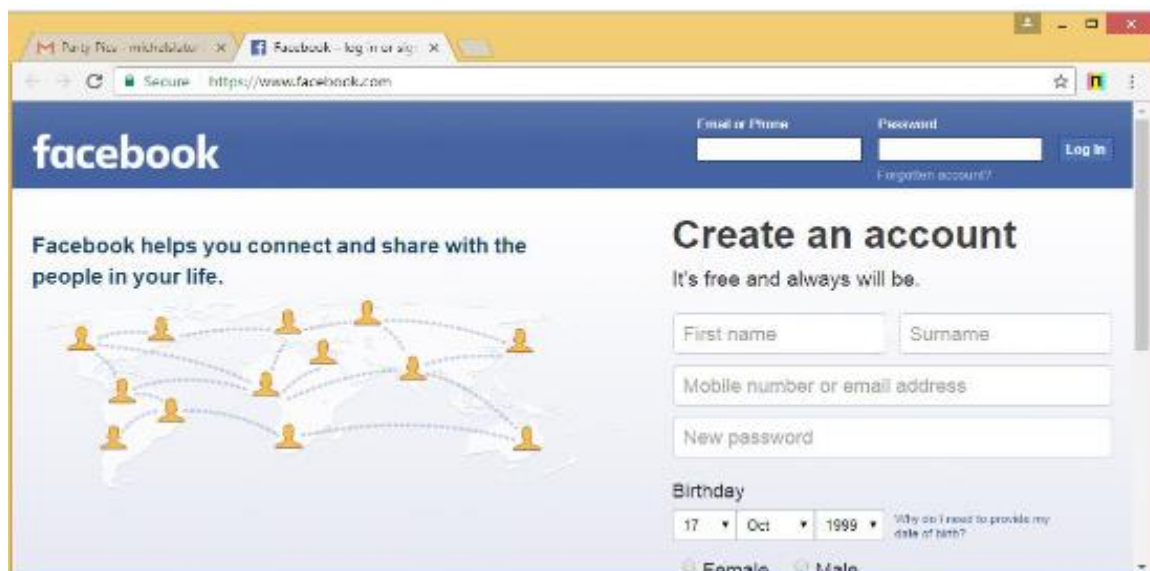 Party Pics - michelslator
Facebook – log in or sig
Secure https://www.facebook.com
facebook
Email or Phone
Password
Log In
Forgotten account?
Facebook helps you connect and share with the
people in your life.
Create an account
It's free and always will be.
First name
Surname
Mobile number or email address
New password
Birthday
17 Oct 1999
Why do I need to provide my
date of birth?
Female Male